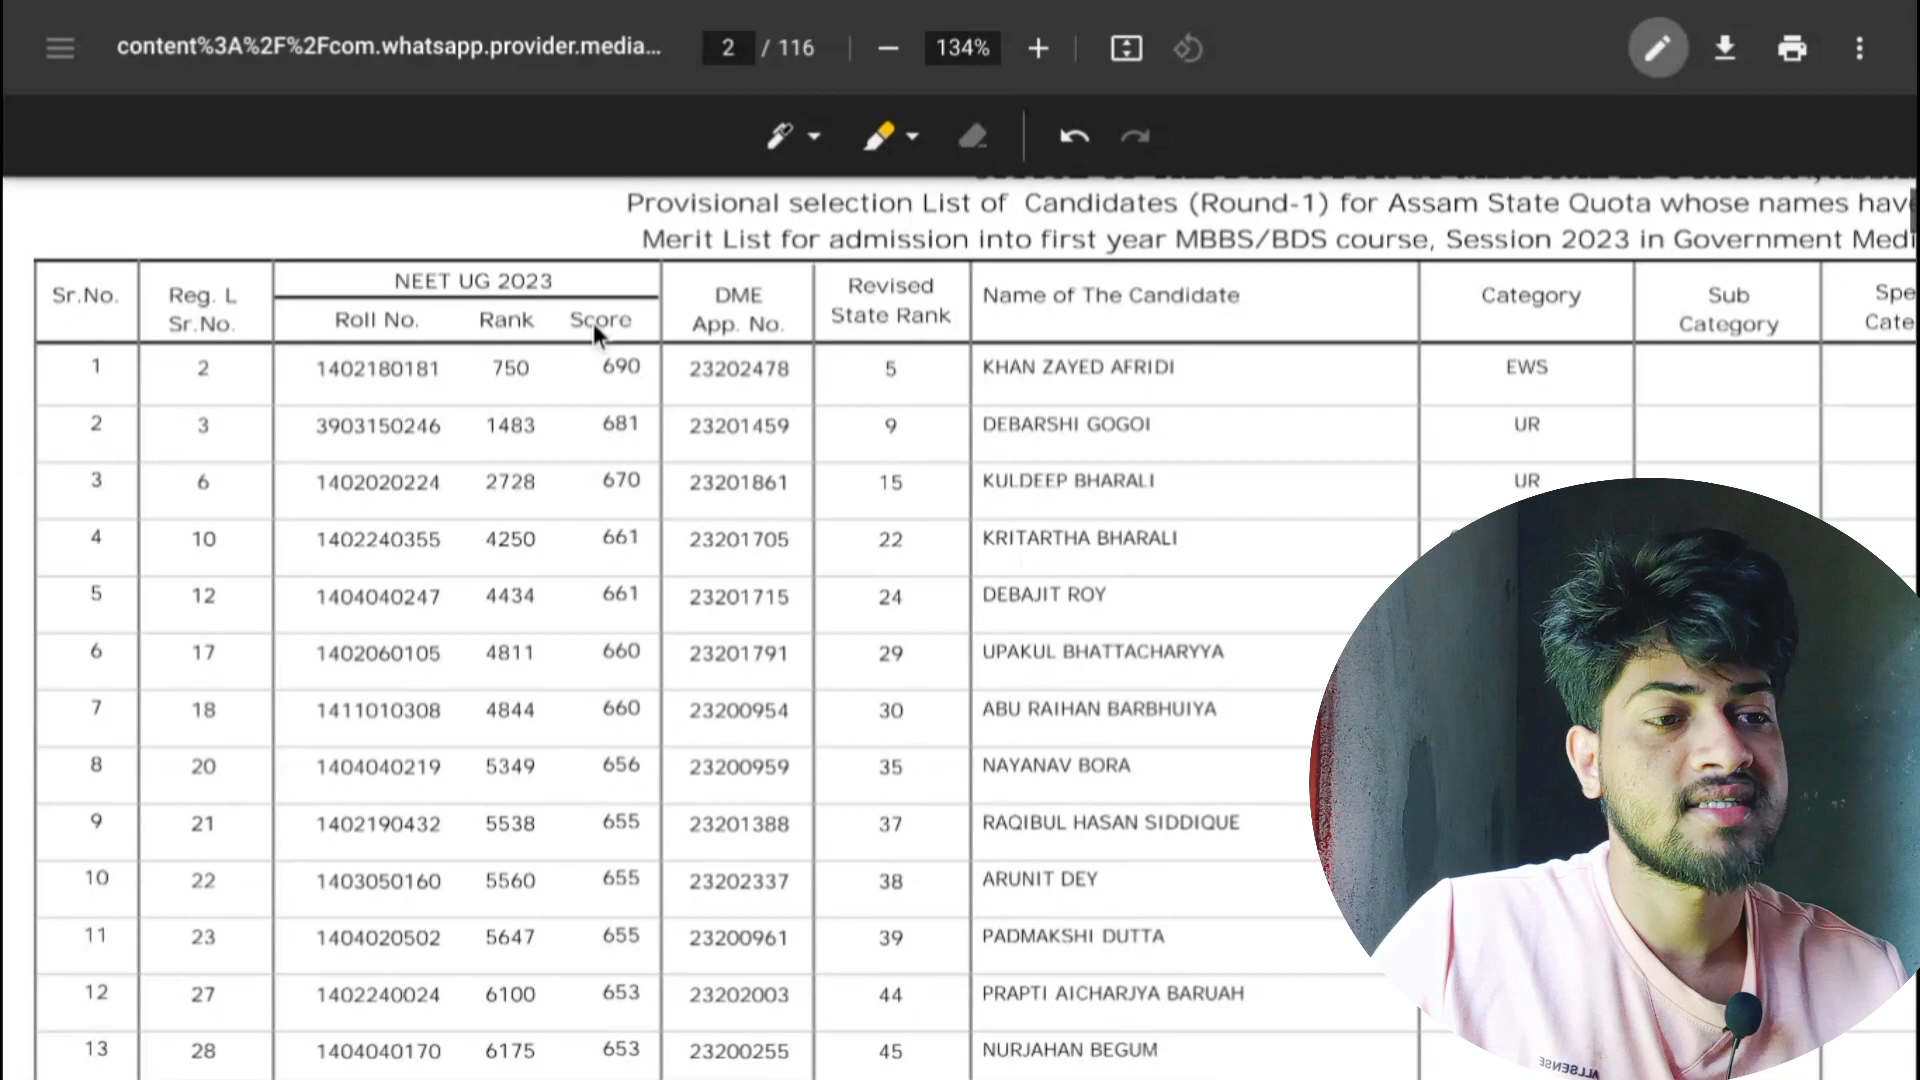 content%3A%2F%2Fcom.whatsapp.provider.media... 2 / 116 134%
Provisional selection List of Candidates (Round-1) for Assam State Quota whose names have
Merit List for admission into first year MBBS/BDS course, Session 2023 in Government Medi
Sr.No. Reg. L Sr.No. NEET UG 2023 Roll No. Rank Score DME App. No. Revised State Rank Name of The Candidate Category Sub Category Spe Cate
1 2 1402180181 750 690 23202478 5 KHAN ZAYED AFRIDI EWS
2 3 3903150246 1483 681 23201459 9 DEBARSHI GOGOI UR
3 6 1402020224 2728 670 23201861 15 KULDEEP BHARALI UR
4 10 1402240355 4250 661 23201705 22 KRITARTHA BHARALI
5 12 1404040247 4434 661 23201715 24 DEBAJIT ROY
6 17 1402060105 4811 660 23201791 29 UPAKUL BHATTACHARYYA
7 18 1411010308 4844 660 23200954 30 ABU RAIHAN BARBHUIYA
8 20 1404040219 5349 656 23200959 35 NAYANAV BORA
9 21 1402190432 5538 655 23201388 37 RAQIBUL HASAN SIDDIQUE
10 22 1403050160 5560 655 23202337 38 ARUNIT DEY
11 23 1404020502 5647 655 23200961 39 PADMAKSHI DUTTA
12 27 1402240024 6100 653 23202003 44 PRAPTI AICHARJYA BARUAH
13 28 1404040170 6175 653 23200255 45 NURJAHAN BEGUM
ALLSENSE